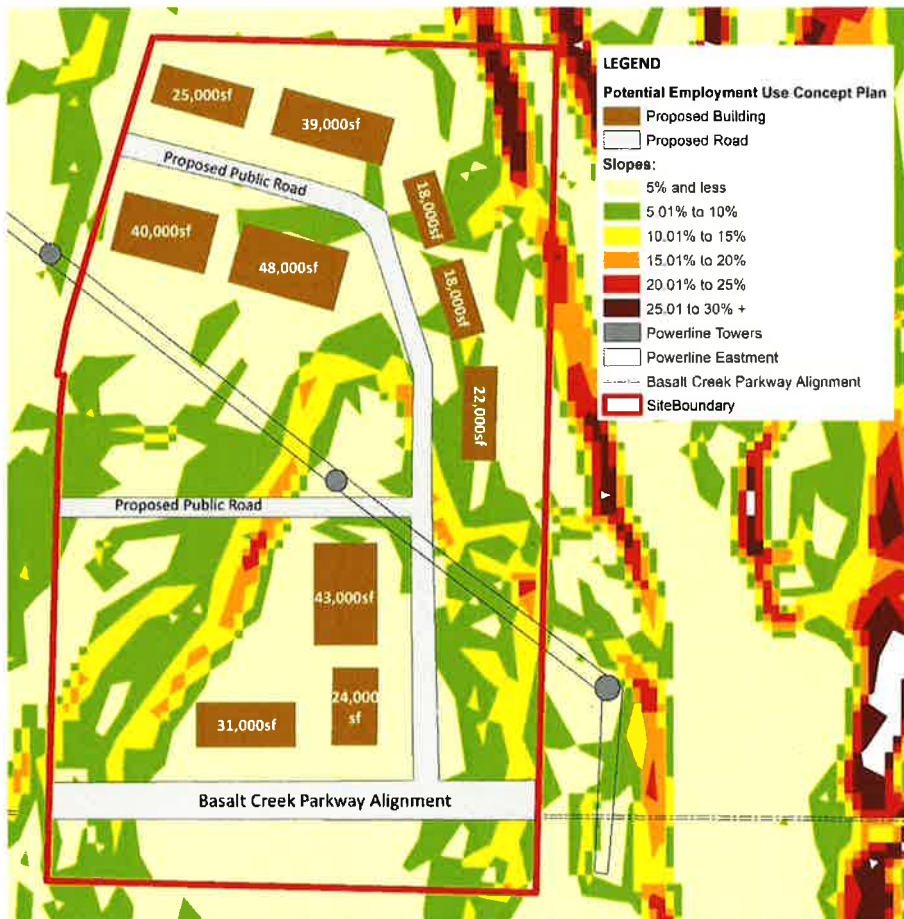 LEGEND
Potential Employment Use Concept Plan
Proposed Building
Proposed Road
Slopes:
5% and less
5.01% to 10%
10.01% to 15%
15.01% to 20%
20.01% to 25%
25.01 to 30% +
Powerline Towers
Powerline Eastment
Basalt Creek Parkway Alignment
SiteBoundary
25,000sf
39,000sf
Proposed Public Road
18,000sf
40,000sf
48,000sf
18,000sf
22,000sf
Proposed Public Road
43,000sf
24,000
sf
31,000sf
Basalt Creek Parkway Alignment